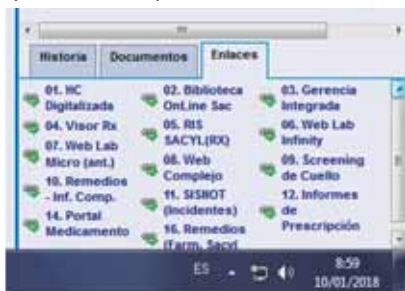 Historia Documentos Enlaces
01. HC
Digitalizada
02. Biblioteca
OnLine Sac
03. Gerencia
Integrada
04. Visor Rx
05. RIS
SACYL(RX)
06. Web Lab
Infinity
07. Web Lab
Micro (ant.)
08. Web
Complejo
09. Screening
de Cuello
10. Remedios
- Inf. Comp.
11. SISNOT
(Incidentes)
12. Informes
de
Prescripción
14. Portal
Medicamento
16. Remedios
(Farm. Sacyl
ES
8:59
10/01/2018